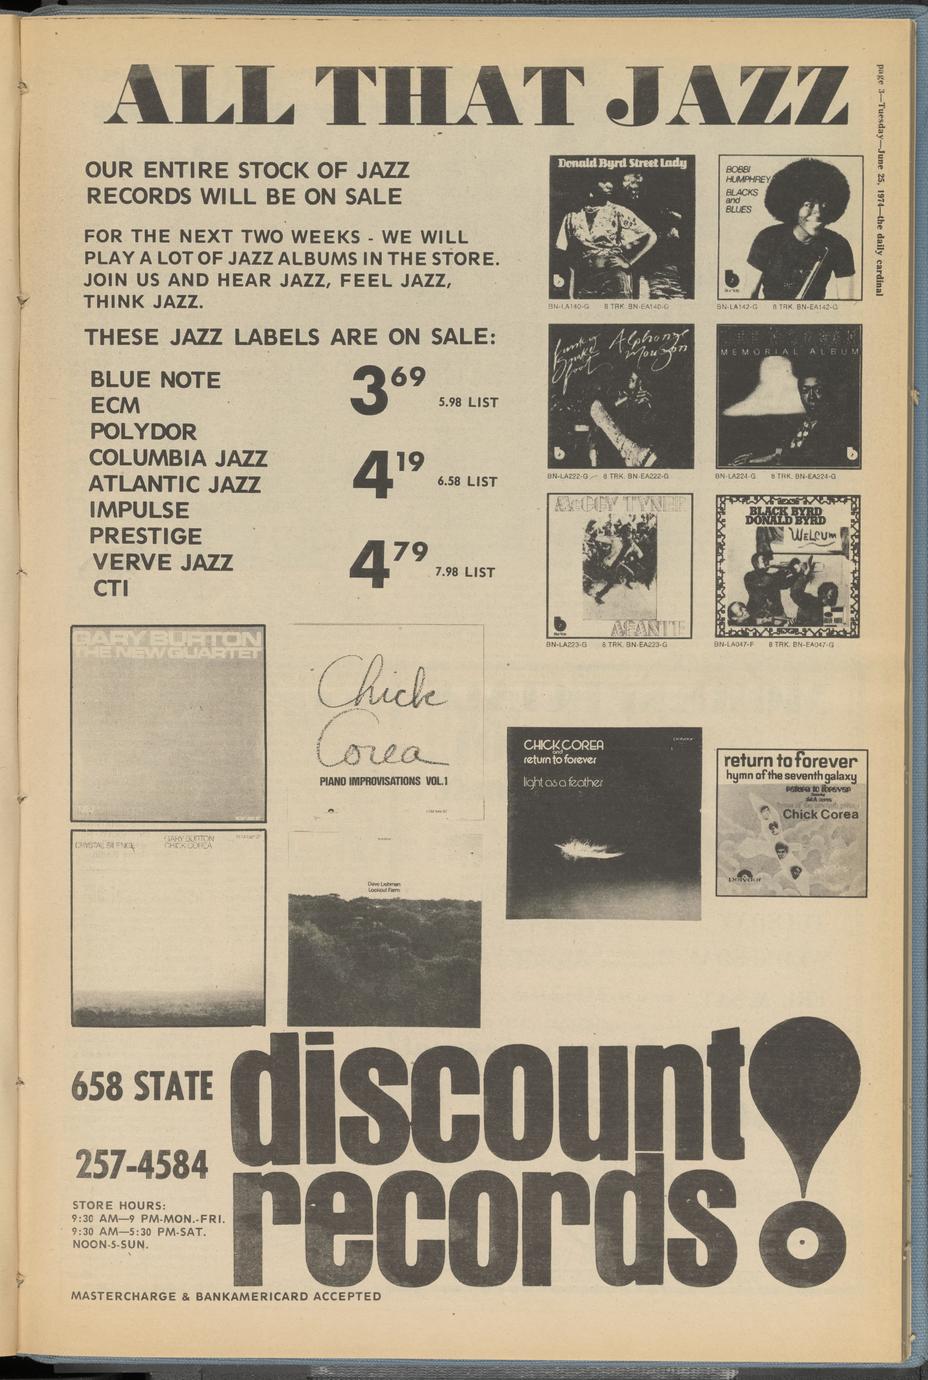 ALL THAT JAZZ
page 3—Tuesday—June 25, 1974—the daily cardinal
OUR ENTIRE STOCK OF JAZZ
RECORDS WILL BE ON SALE
FOR THE NEXT TWO WEEKS - WE WILL
PLAY A LOT OF JAZZ ALBUMS IN THE STORE.
JOIN US AND HEAR JAZZ, FEEL JAZZ,
THINK JAZZ.
THESE JAZZ LABELS ARE ON SALE:
BLUE NOTE
ECM
POLYDOR
COLUMBIA JAZZ
ATLANTIC JAZZ
IMPULSE
PRESTIGE
VERVE JAZZ
CTI
3 69 5.98 LIST
4 19 6.58 LIST
4 79 7.98 LIST
Donald Byrd Street Lady
BN-LA140-G 8 TRK. BN-EA140-G
BOBBI
HUMPHREY
BLACKS
and
BLUES
BN-LA142-G 8 TRK. BN-EA142-G
Alphonze
Mouzon
BN-LA222-G 8 TRK. BN-EA222-G
MEMORIAL ALBUM
BN-LA224-G 8 TRK. BN-EA224-G
McCOY TYNER
ASANTE
BN-LA223-G 8 TRK. BN-EA223-G
BLACK BYRD
DONALD BYRD
WELCUM
BN-LA047-F 8 TRK. BN-EA047-G
GARY BURTON
THE NEW QUARTET
Chick
Corea
PIANO IMPROVISATIONS VOL.1
CHICK COREA
and
return to forever
light as a feather
return to forever
hymn of the seventh galaxy
return to forever
Chick Corea
polydor
CRYSTAL SILENCE
GARY BURTON
CHICK COREA
Dave Liebman
Lookout Farm
658 STATE
257-4584
discount
records
STORE HOURS:
9:30 AM—9 PM-MON.-FRI.
9:30 AM—5:30 PM-SAT.
NOON-5-SUN.
MASTERCHARGE & BANKAMERICARD ACCEPTED